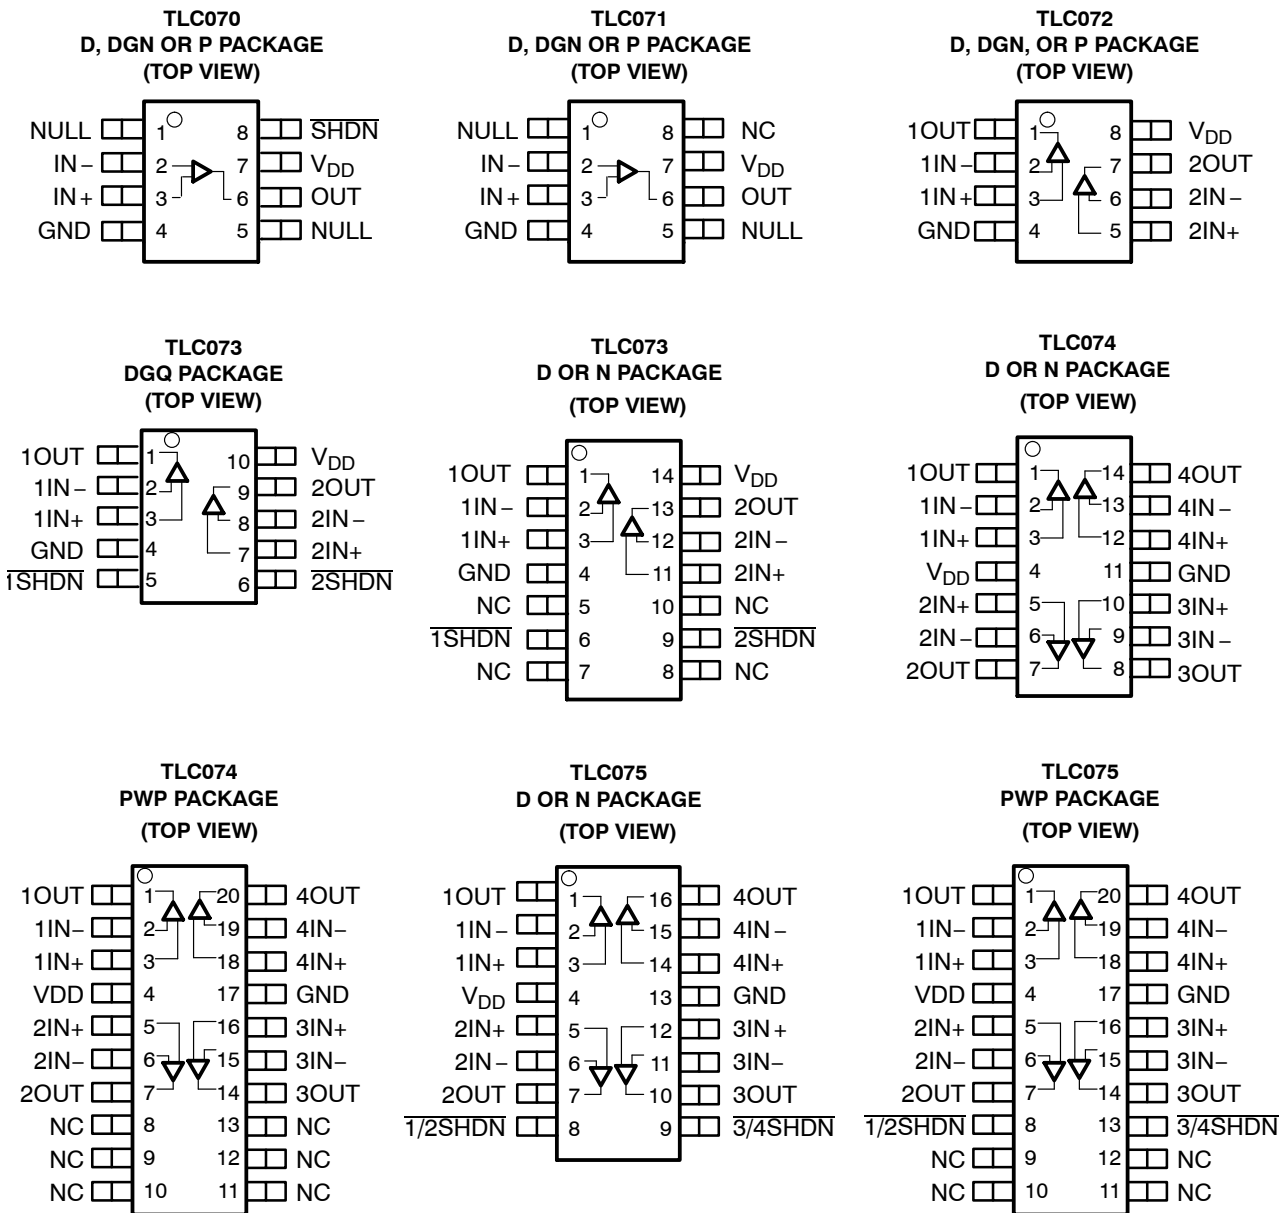 TLC070
D, DGN OR P PACKAGE
(TOP VIEW)
NULL 1 8 SHDN
IN− 2 7 VDD
IN+ 3 6 OUT
GND 4 5 NULL
TLC071
D, DGN OR P PACKAGE
(TOP VIEW)
NULL 1 8 NC
IN− 2 7 VDD
IN+ 3 6 OUT
GND 4 5 NULL
TLC072
D, DGN, OR P PACKAGE
(TOP VIEW)
1OUT 1 8 VDD
1IN− 2 7 2OUT
1IN+ 3 6 2IN−
GND 4 5 2IN+
TLC073
DGQ PACKAGE
(TOP VIEW)
1OUT 1 10 VDD
1IN− 2 9 2OUT
1IN+ 3 8 2IN−
GND 4 7 2IN+
1SHDN 5 6 2SHDN
TLC073
D OR N PACKAGE
(TOP VIEW)
1OUT 1 14 VDD
1IN− 2 13 2OUT
1IN+ 3 12 2IN−
GND 4 11 2IN+
NC 5 10 NC
1SHDN 6 9 2SHDN
NC 7 8 NC
TLC074
D OR N PACKAGE
(TOP VIEW)
1OUT 1 14 4OUT
1IN− 2 13 4IN−
1IN+ 3 12 4IN+
VDD 4 11 GND
2IN+ 5 10 3IN+
2IN− 6 9 3IN−
2OUT 7 8 3OUT
TLC074
PWP PACKAGE
(TOP VIEW)
1OUT 1 20 4OUT
1IN− 2 19 4IN−
1IN+ 3 18 4IN+
VDD 4 17 GND
2IN+ 5 16 3IN+
2IN− 6 15 3IN−
2OUT 7 14 3OUT
NC 8 13 NC
NC 9 12 NC
NC 10 11 NC
TLC075
D OR N PACKAGE
(TOP VIEW)
1OUT 1 16 4OUT
1IN− 2 15 4IN−
1IN+ 3 14 4IN+
VDD 4 13 GND
2IN+ 5 12 3IN+
2IN− 6 11 3IN−
2OUT 7 10 3OUT
1/2SHDN 8 9 3/4SHDN
TLC075
PWP PACKAGE
(TOP VIEW)
1OUT 1 20 4OUT
1IN− 2 19 4IN−
1IN+ 3 18 4IN+
VDD 4 17 GND
2IN+ 5 16 3IN+
2IN− 6 15 3IN−
2OUT 7 14 3OUT
1/2SHDN 8 13 3/4SHDN
NC 9 12 NC
NC 10 11 NC